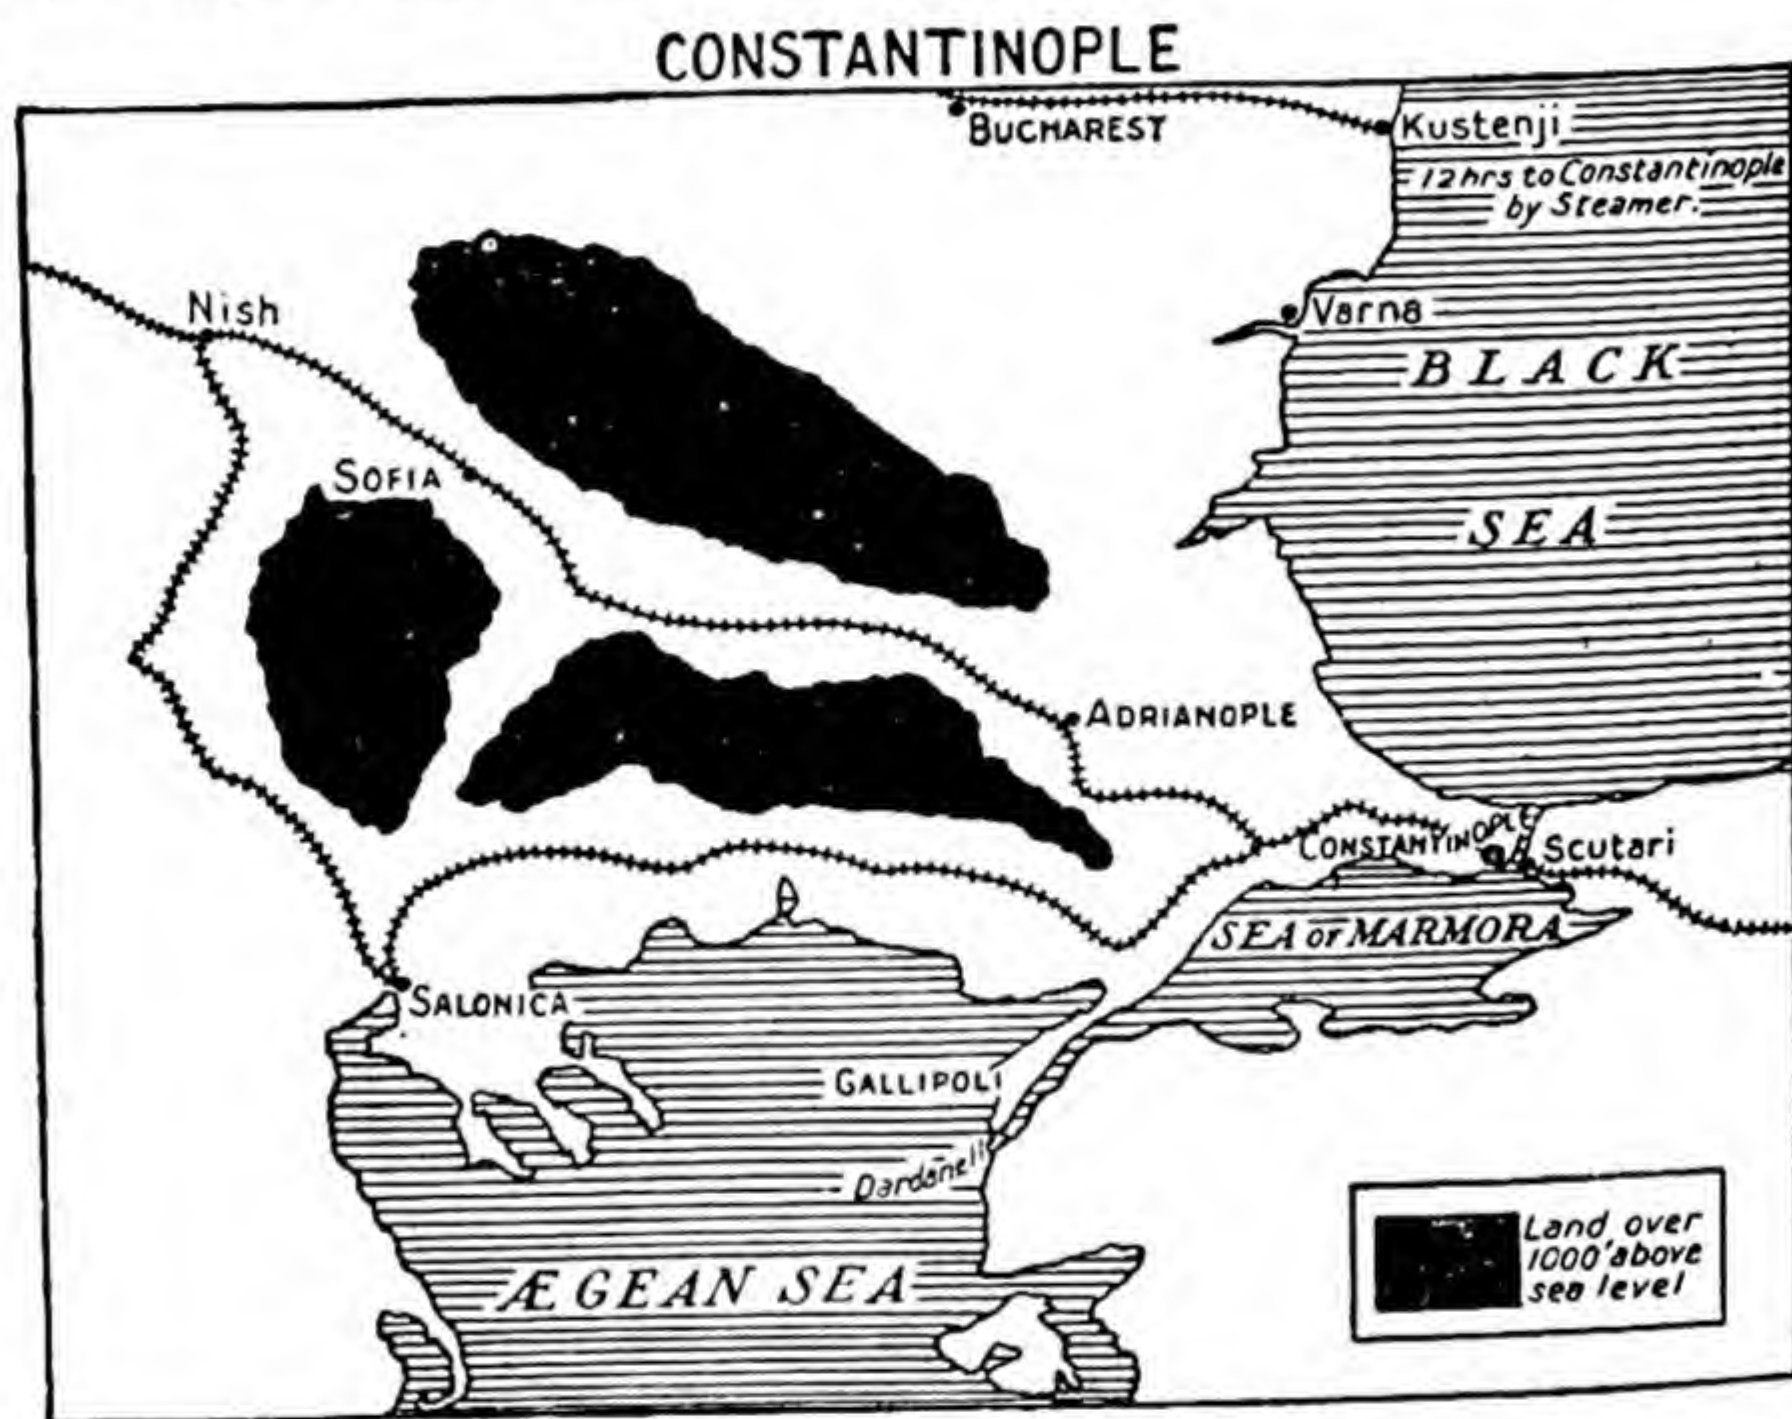 CONSTANTINOPLE
BUCHAREST
Kustenji
12 hrs to Constantinople
by Steamer.
Nish
Varna
BLACK
SEA
SOFIA
ADRIANOPLE
CONSTANTINOPLE
Scutari
SEA OF MARMORA
SALONICA
GALLIPOLI
Dardanell
ÆGEAN SEA
Land over
1000' above
sea level